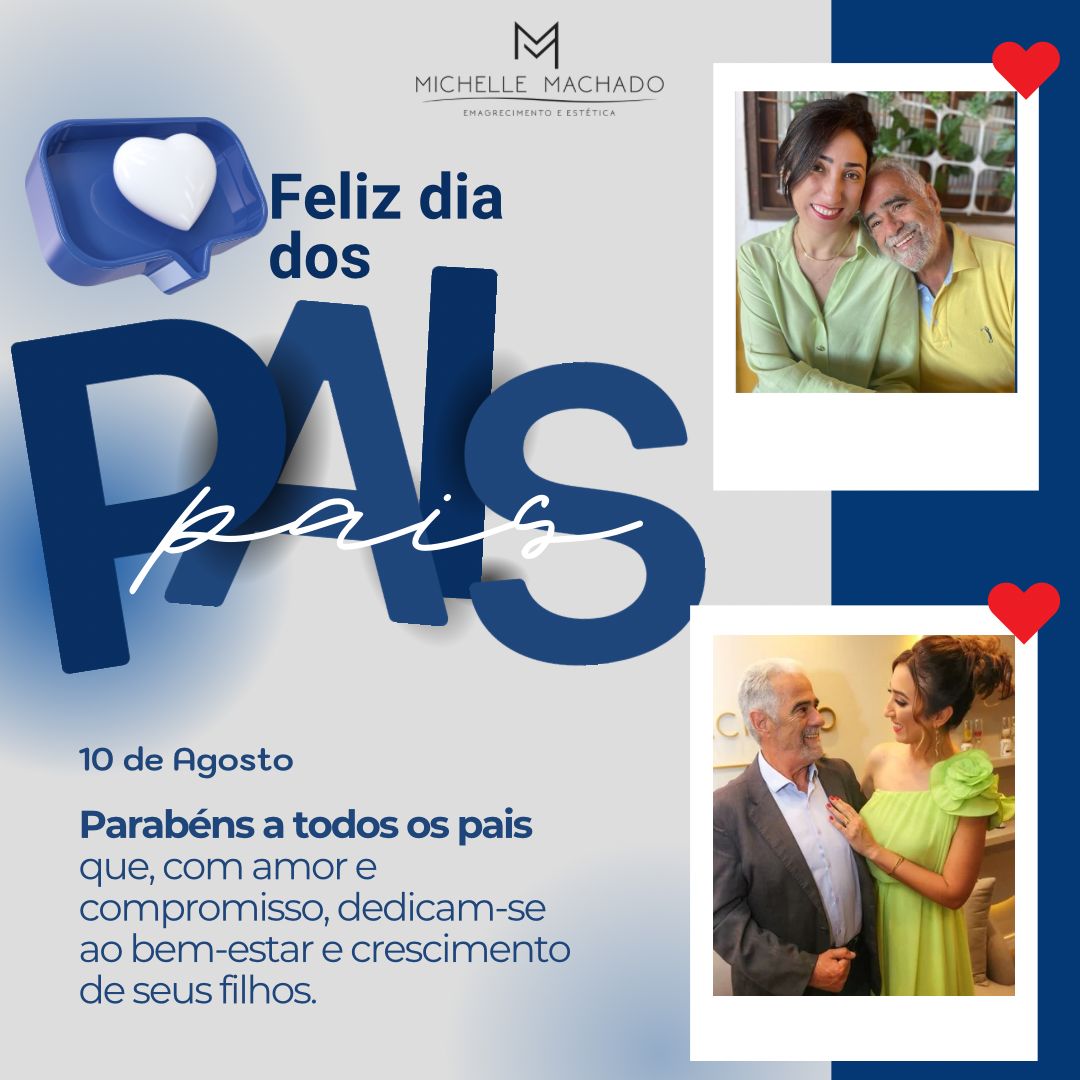 MICHELLE MACHADO
EMAGRECIMENTO E ESTÉTICA
Feliz dia
dos
PAIS
pais
10 de Agosto
Parabéns a todos os pais
que, com amor e
compromisso, dedicam-se
ao bem-estar e crescimento
de seus filhos.